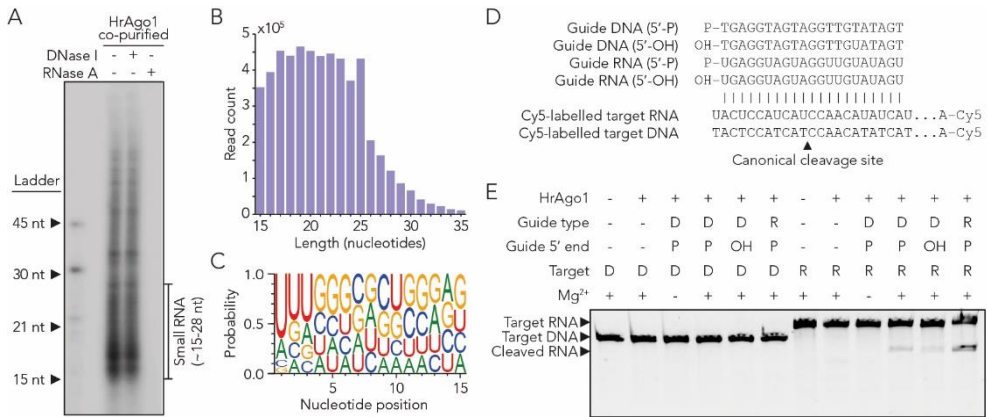 A
HrAgo1
co-purified
DNase I - + -
RNase A - - +
Ladder
45 nt
30 nt
21 nt
15 nt
Small RNA
(~15-28 nt)
B
×10⁵
5
4
3
2
1
0
Read count
15 20 25 30 35
Length (nucleotides)
C
1.0
0.5
0.0
Probability
UUUGGGCGCUGGGAG
5 10 15
Nucleotide position
D
Guide DNA (5′-P) P-TGAGGTAGTAGGTTGTATAGT
Guide DNA (5′-OH) OH-TGAGGTAGTAGGTTGUATAGT
Guide RNA (5′-P) P-UGAGGUAGUAGGUUGUAUAGU
Guide RNA (5′-OH) OH-UGAGGUAGUAGGUUGUAUAGU
Cy5-labelled target RNA UACUCCAUCAUCCAACAUAUCAU...A-Cy5
Cy5-labelled target DNA TACTCCATCATCCAACATATCAT...A-Cy5
Canonical cleavage site
E
HrAgo1 - + + + + + - + + + + +
Guide type - - D D D R - - D D D R
Guide 5′ end - - P P OH P - - P P OH P
Target D D D D D D R R R R R R
Mg²⁺ + + - + + + + + - + + +
Target RNA
Target DNA
Cleaved RNA